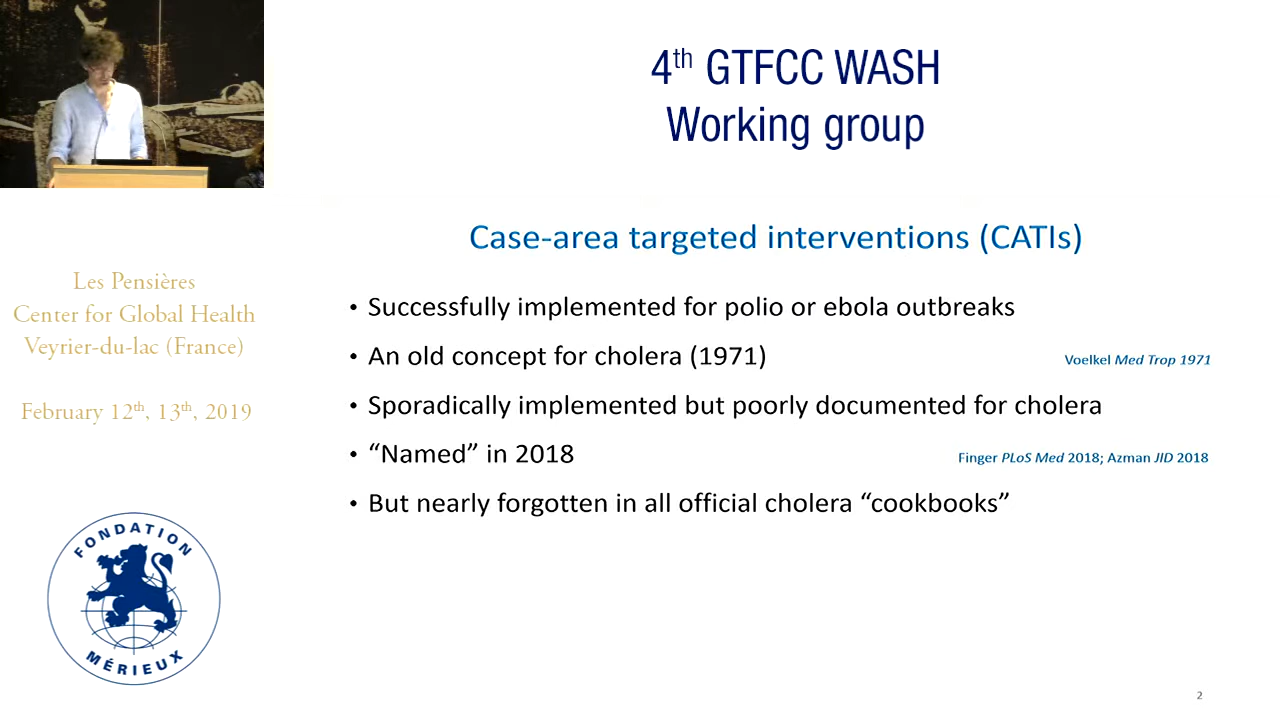 4th GTFCC WASH
Working group
Les Pensières
Center for Global Health
Veyrier-du-lac (France)
February 12th, 13th, 2019
FONDATION
MÉRIEUX
Case-area targeted interventions (CATIs)
• Successfully implemented for polio or ebola outbreaks
• An old concept for cholera (1971) Voelkel Med Trop 1971
• Sporadically implemented but poorly documented for cholera
• “Named” in 2018 Finger PLoS Med 2018; Azman JID 2018
• But nearly forgotten in all official cholera “cookbooks”
2